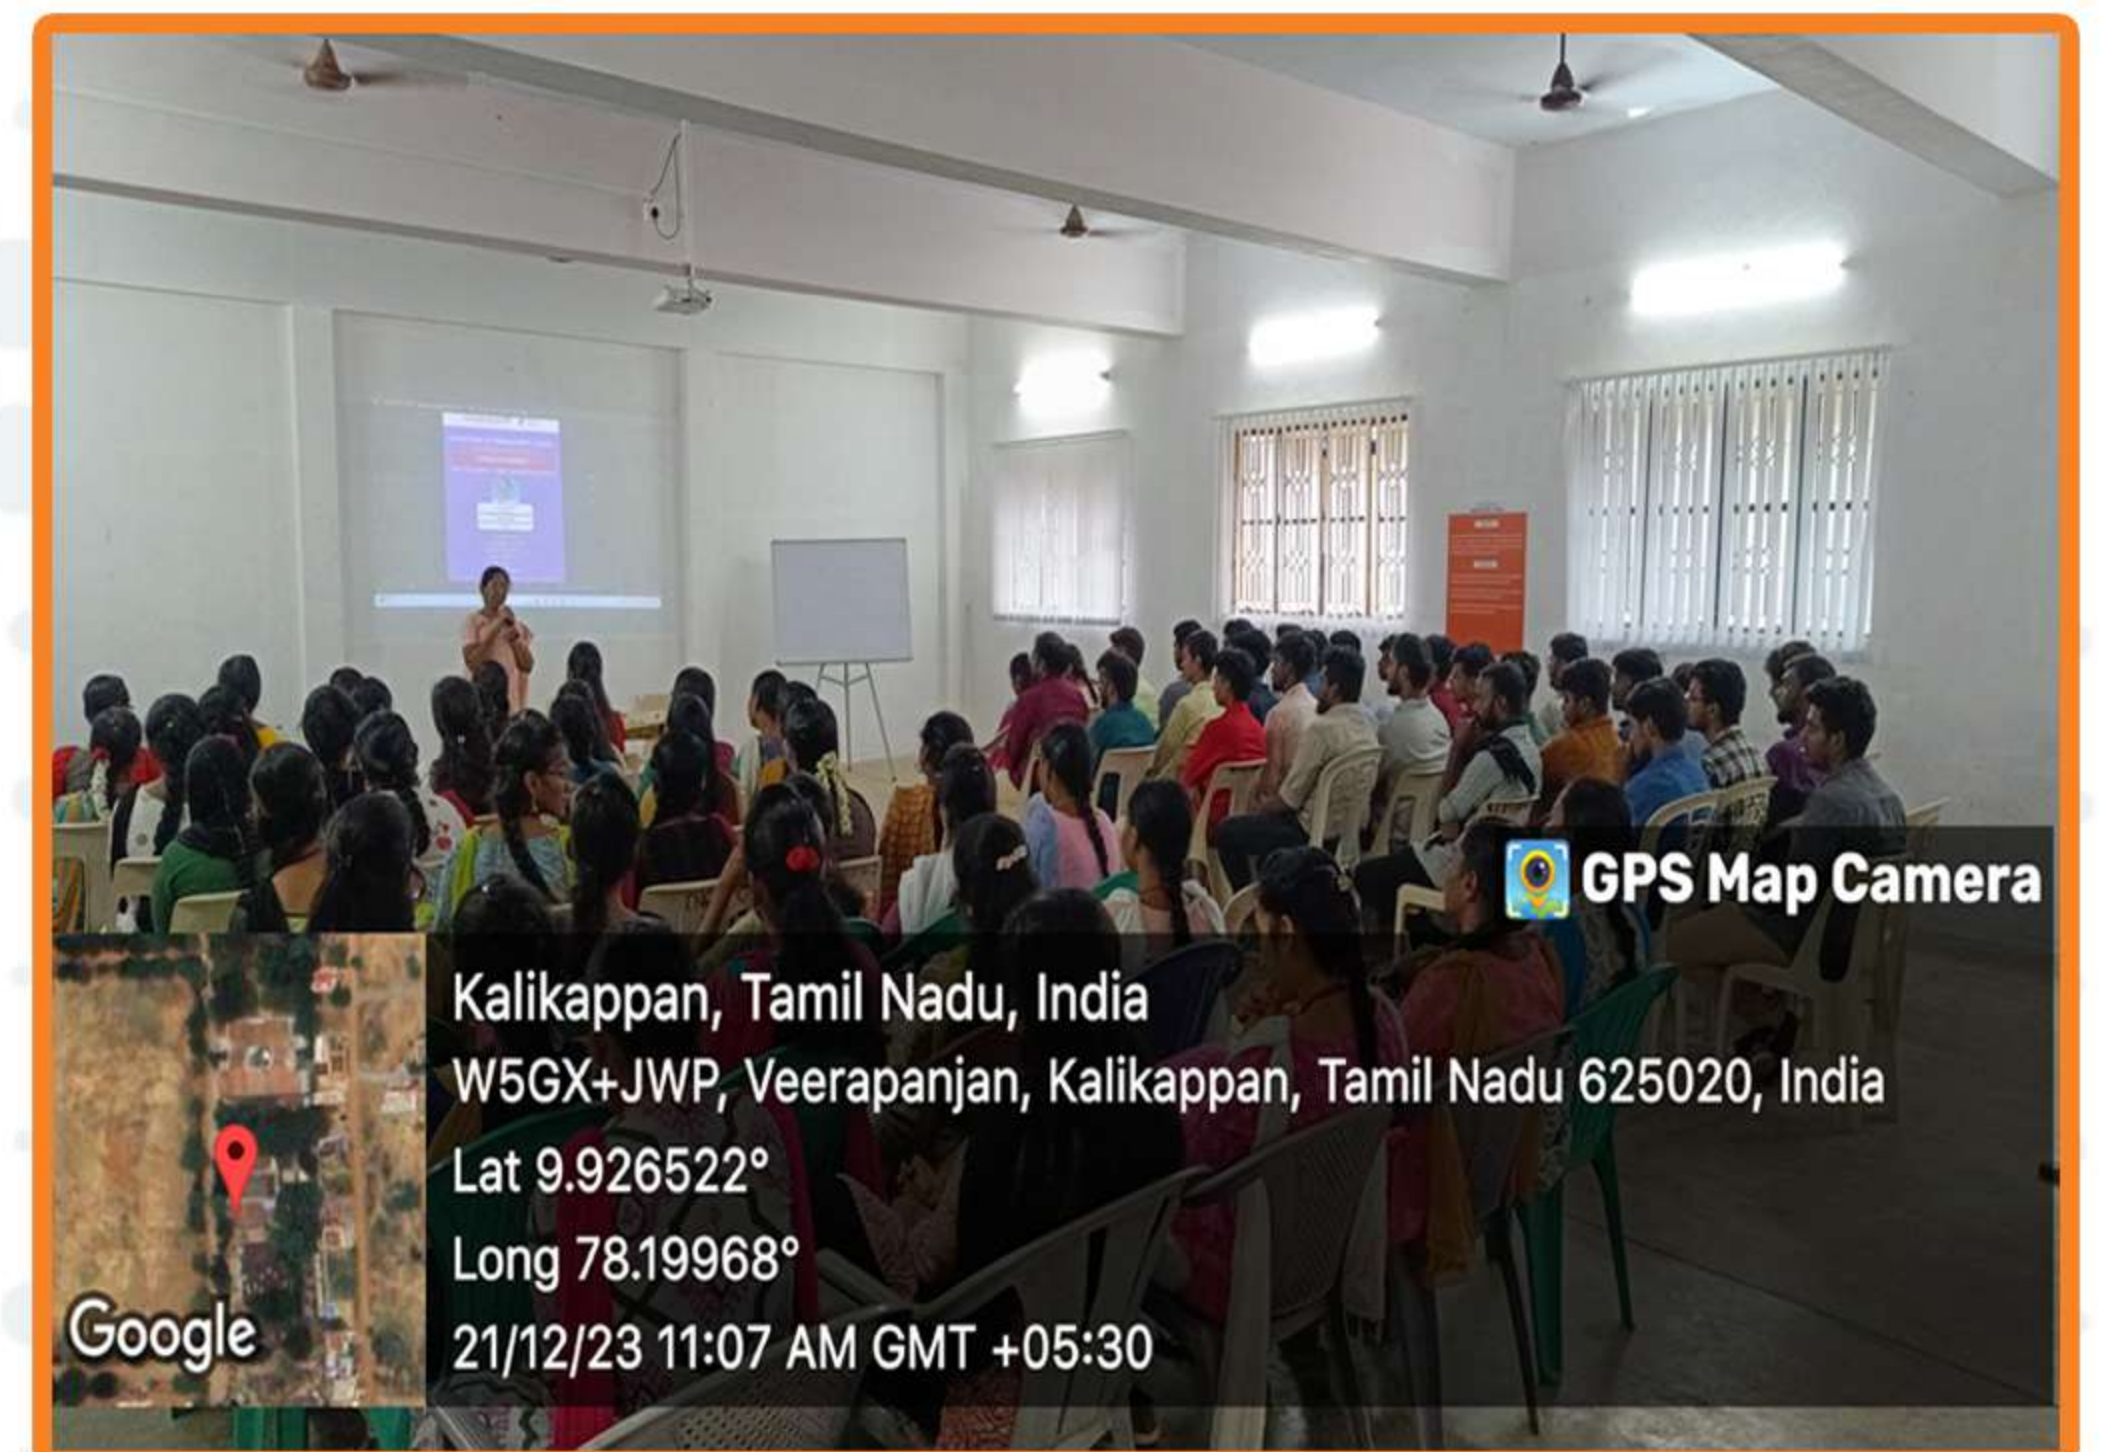 GPS Map Camera
Kalikappan, Tamil Nadu, India
W5GX+JWP, Veerapanjan, Kalikappan, Tamil Nadu 625020, India
Lat 9.926522°
Long 78.19968°
21/12/23 11:07 AM GMT +05:30
Google